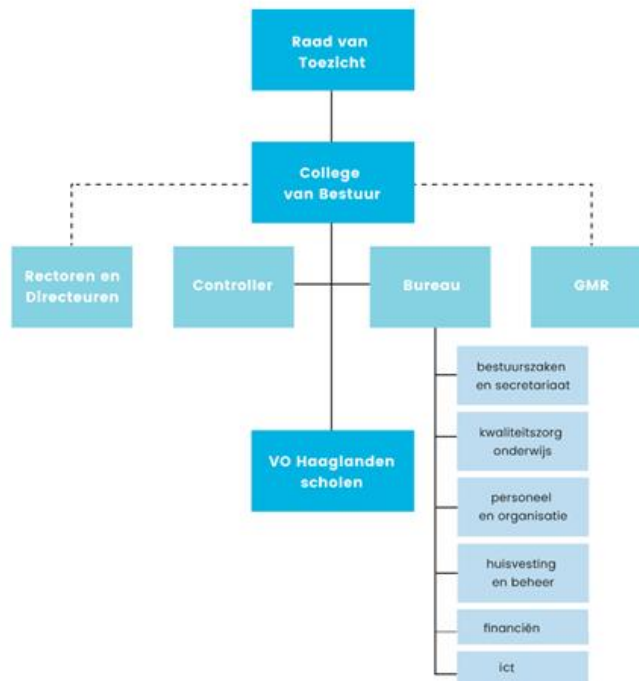 Raad van
Toezicht
College
van Bestuur
Rectoren en
Directeuren
Controller
Bureau
GMR
bestuurszaken
en secretariaat
kwaliteitszorg
onderwijs
VO Haaglanden
scholen
personeel
en organisatie
huisvesting
en beheer
financiën
ict